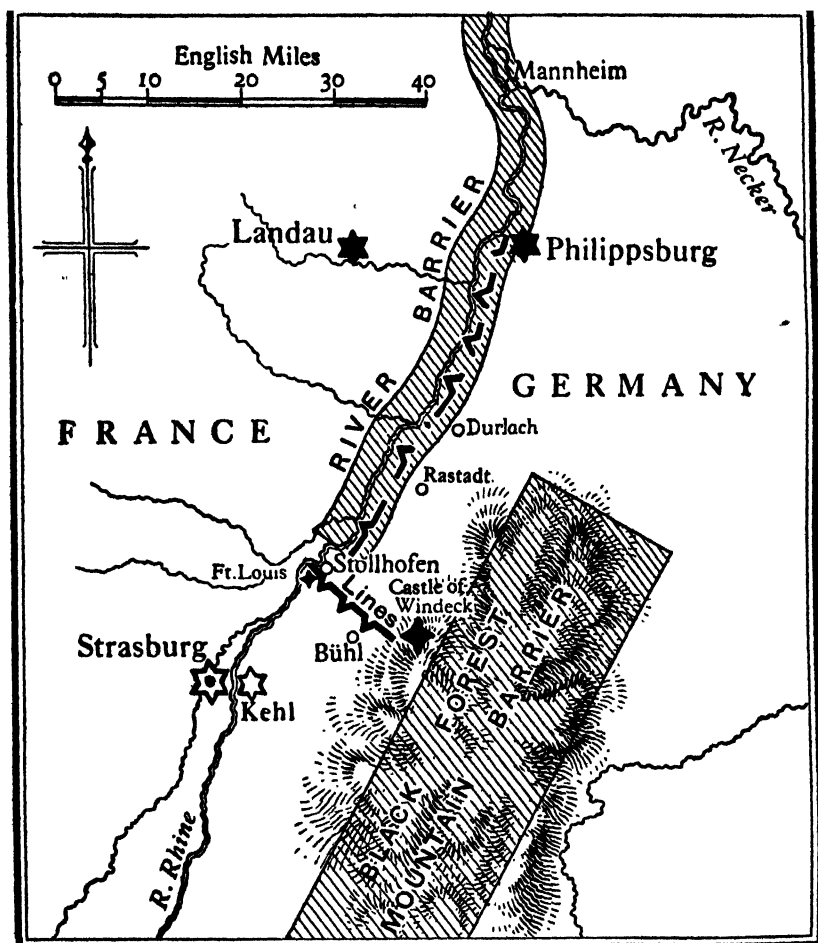 English Miles
0 5 10 20 30 40
Mannheim
R. Necker
Landau
Philippsburg
RIVER BARRIER
GERMANY
FRANCE
Durlach
Rastadt.
Ft. Louis
Stollhofen
Lines
Castle of
Windeck
Bühl
Strasburg
Kehl
R. Rhine
BLACK FOREST
MOUNTAIN BARRIER